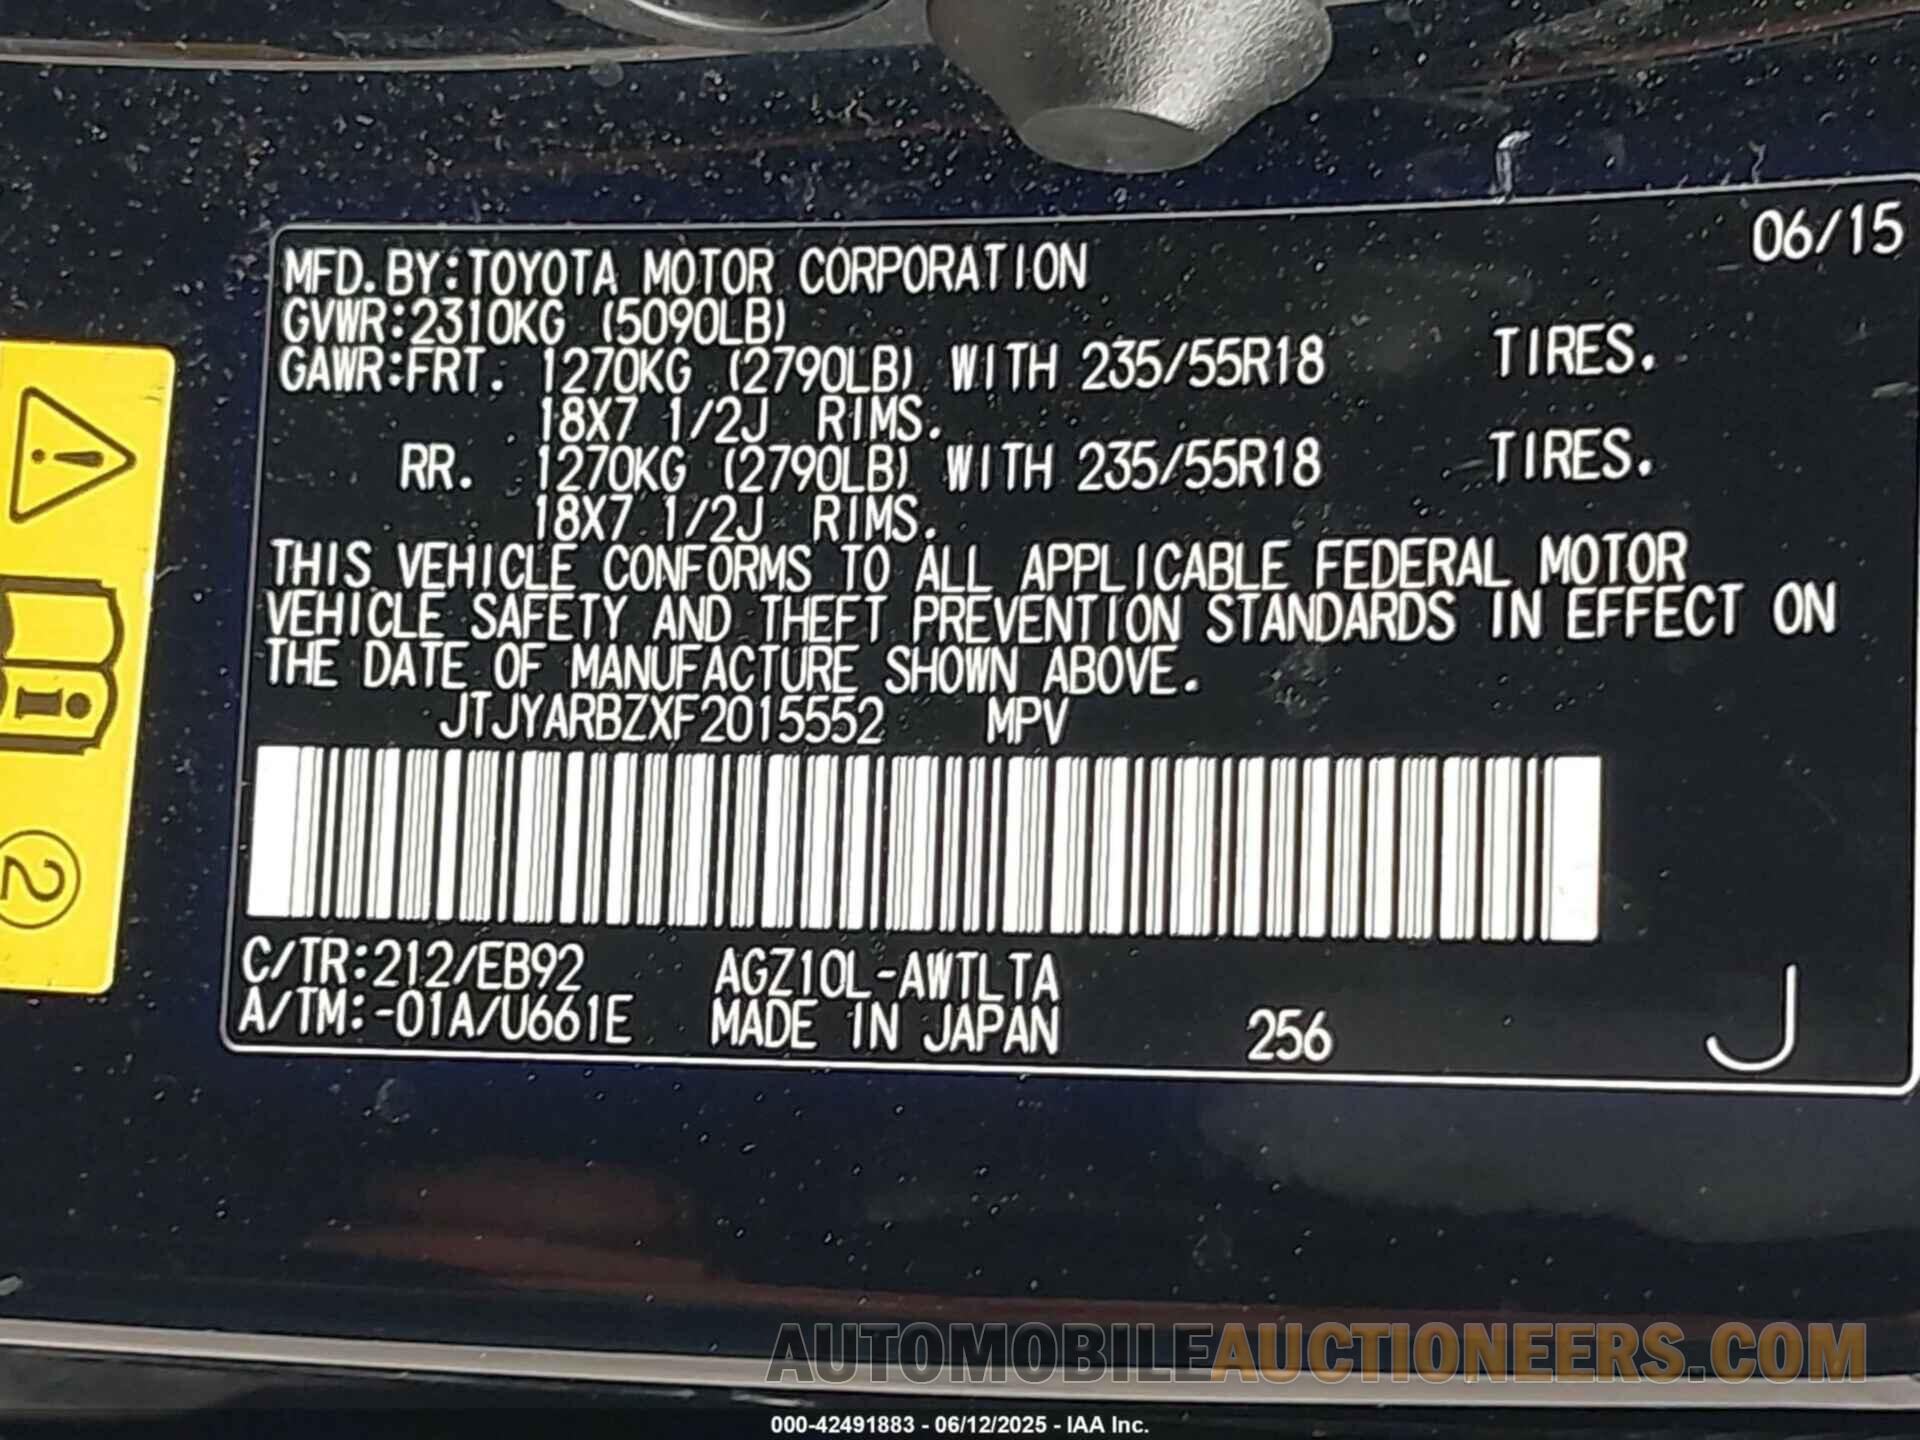 06/15
MFD.BY:TOYOTA MOTOR CORPORATION
GVWR:2310KG (5090LB)
GAWR:FRT. 1270KG (2790LB) WITH 235/55R18 TIRES.
18X7 1/2J RIMS.
RR. 1270KG (2790LB) WITH 235/55R18 TIRES.
18X7 1/2J RIMS.
THIS VEHICLE CONFORMS TO ALL APPLICABLE FEDERAL MOTOR
VEHICLE SAFETY AND THEFT PREVENTION STANDARDS IN EFFECT ON
THE DATE OF MANUFACTURE SHOWN ABOVE.
JTJYARBZXF2015552 MPV
C/TR:212/EB92 AGZ10L-AWTLTA
A/TM:-01A/U661E MADE IN JAPAN 256 J
2
AUTOMOBILEAUCTIONEERS.COM
000-42491883 - 06/12/2025 - IAA Inc.